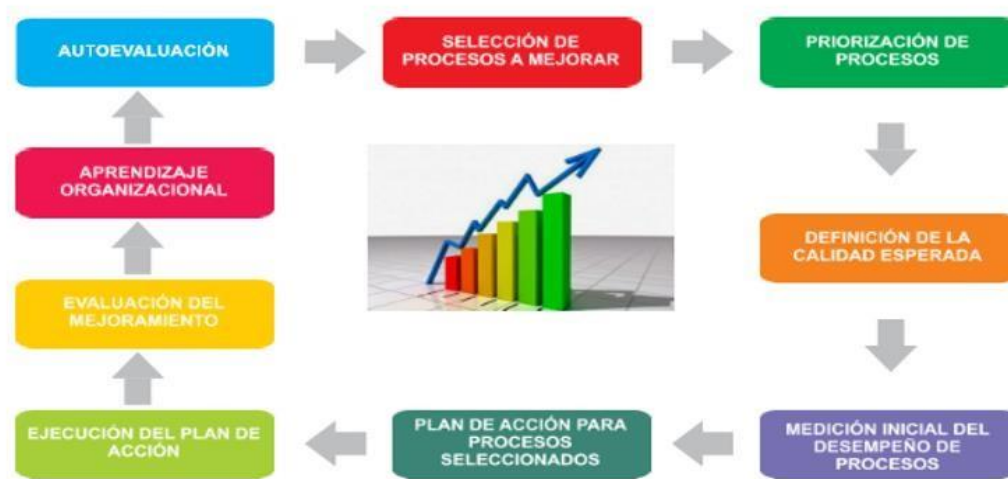 AUTOEVALUACIÓN
SELECCIÓN DE
PROCESOS A MEJORAR
PRIORIZACIÓN DE
PROCESOS
DEFINICIÓN DE LA
CALIDAD ESPERADA
MEDICIÓN INICIAL DEL
DESEMPEÑO DE
PROCESOS
PLAN DE ACCIÓN PARA
PROCESOS
SELECCIONADOS
EJECUCIÓN DEL PLAN DE
ACCIÓN
EVALUACIÓN DEL
MEJORAMIENTO
APRENDIZAJE
ORGANIZACIONAL